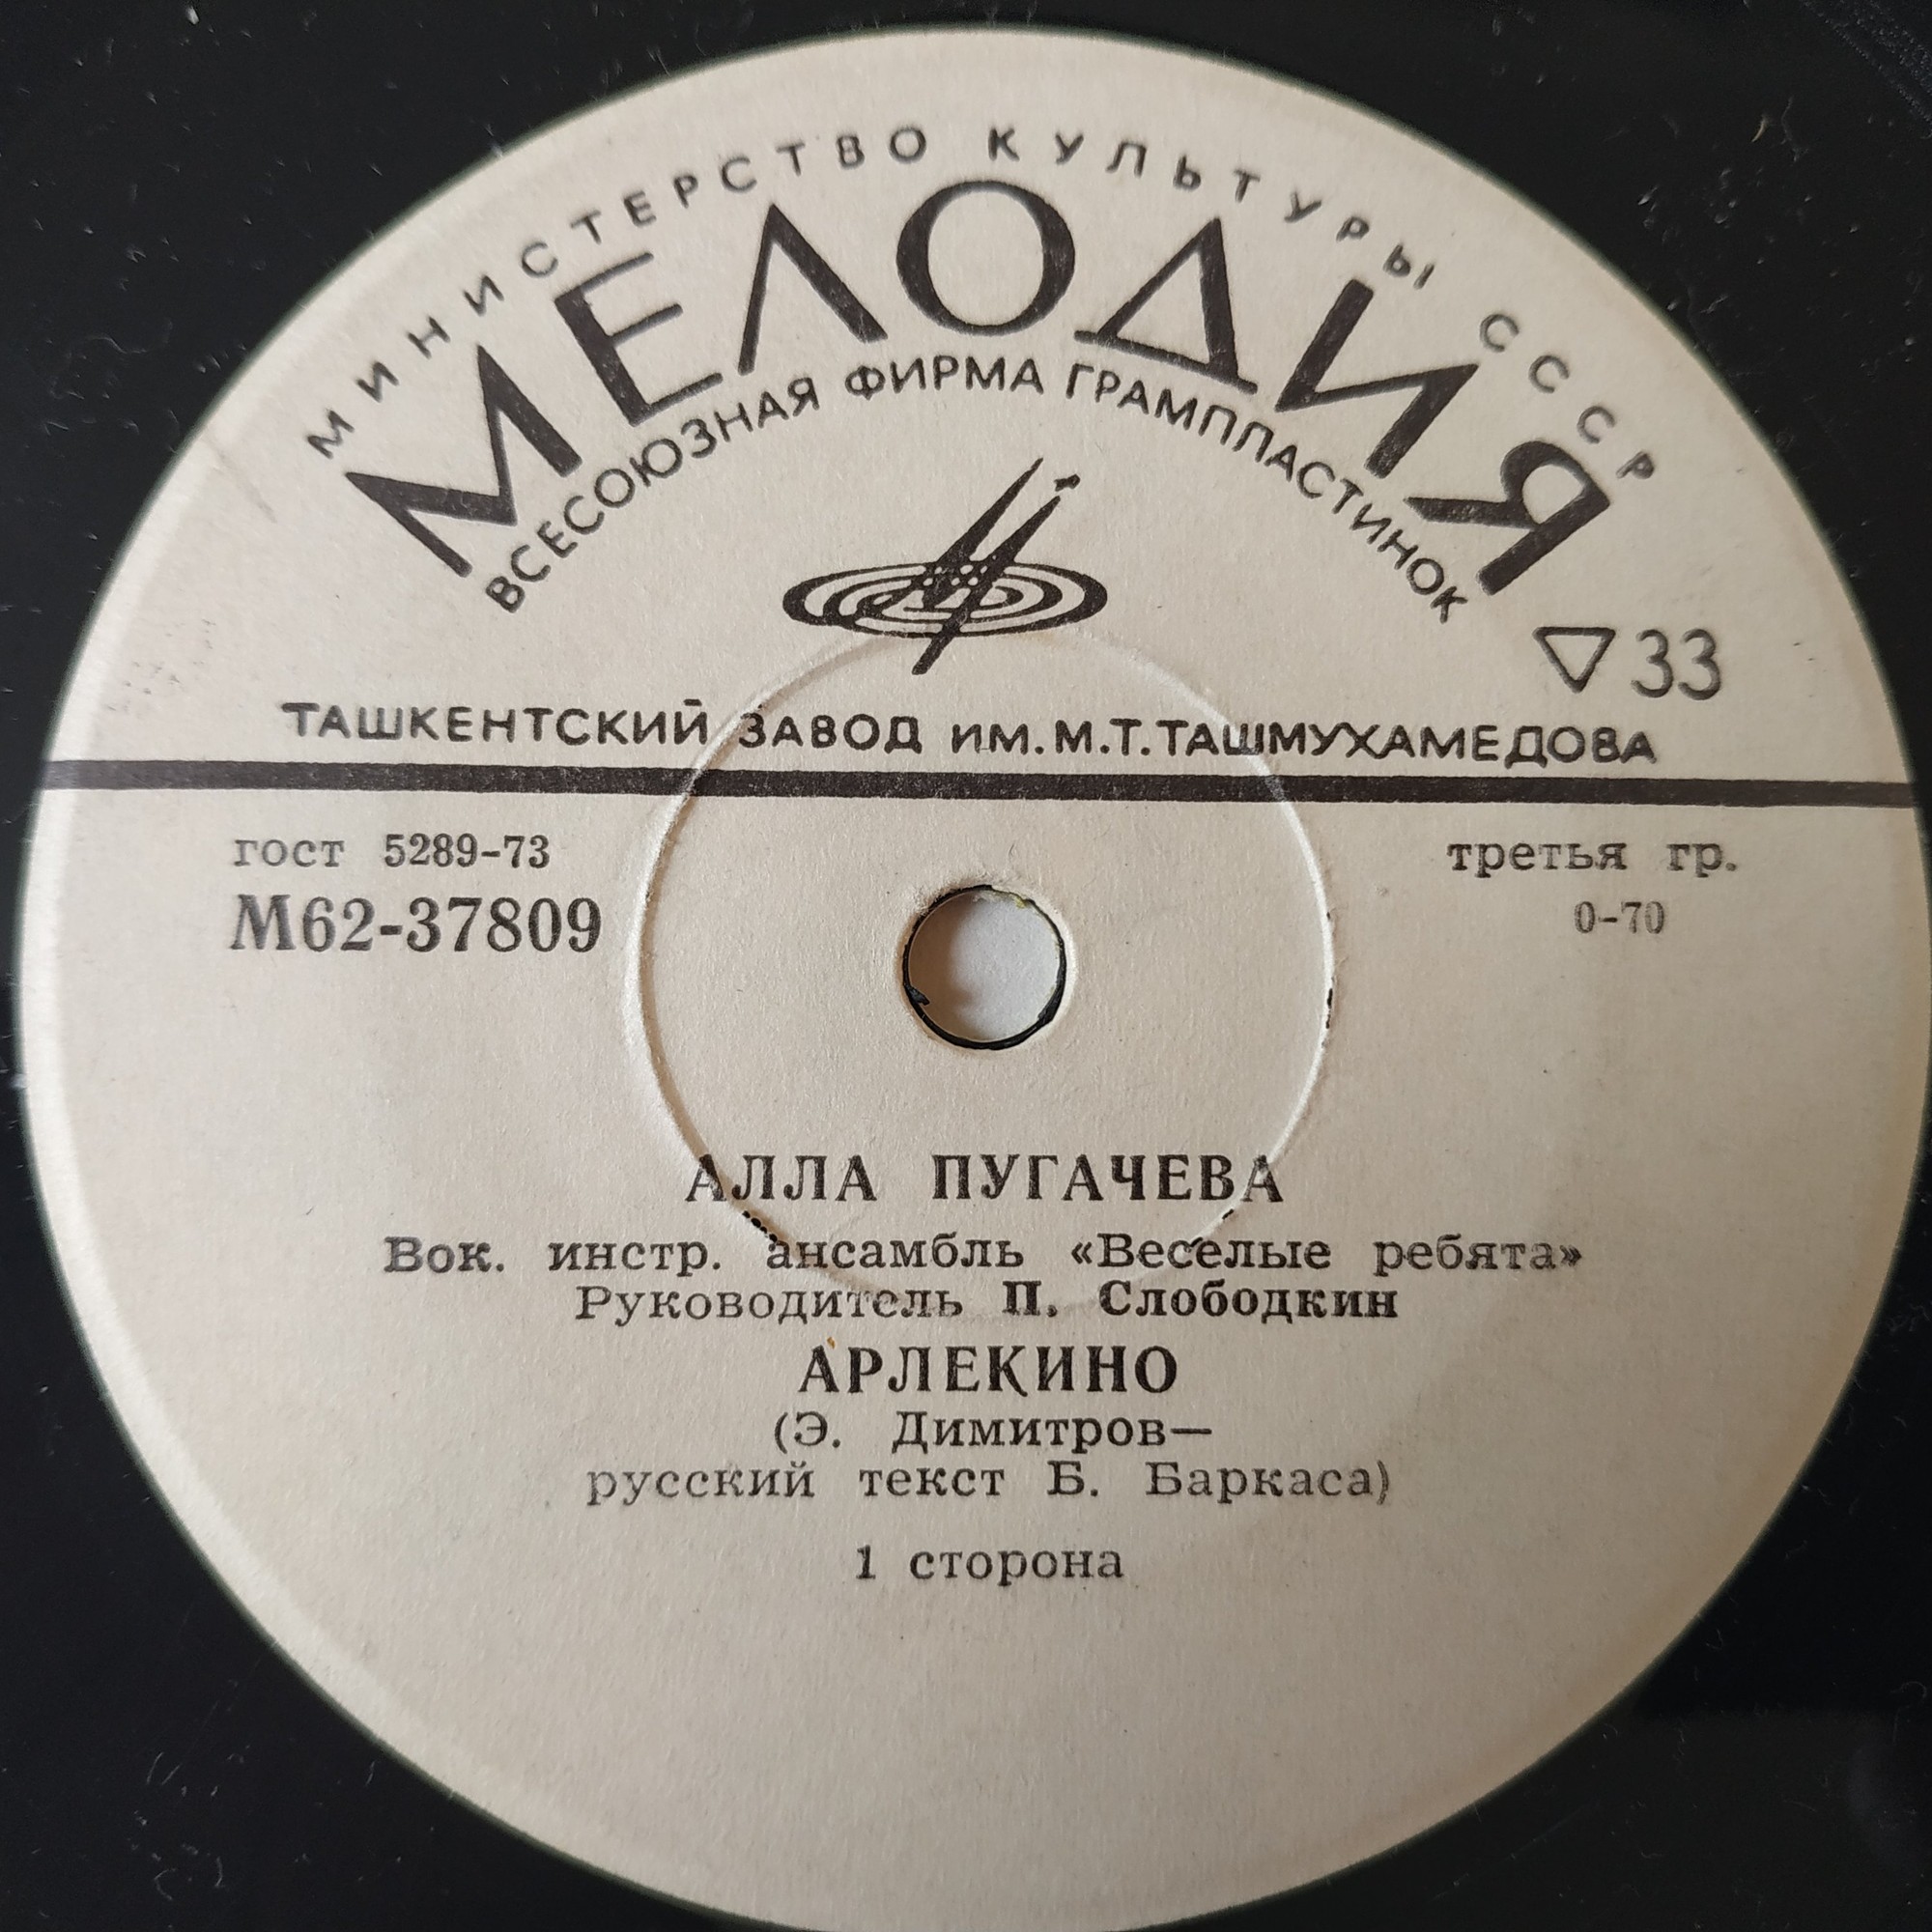 МИНИСТЕРСТВО КУЛЬТУРЫ СССР
МЕЛОДИЯ
ВСЕСОЮЗНАЯ ФИРМА ГРАМПЛАСТИНОК
33
ТАШКЕНТСКИЙ ЗАВОД ИМ. М.Т. ТАШМУХАМЕДОВА
гост 5289-73 третья гр.
М62-37809 0-70
АЛЛА ПУГАЧЕВА
Вок. инстр. ансамбль «Веселые ребята»
Руководитель П. Слободкин
АРЛЕКИНО
(Э. Димитров—
русский текст Б. Баркаса)
1 сторона